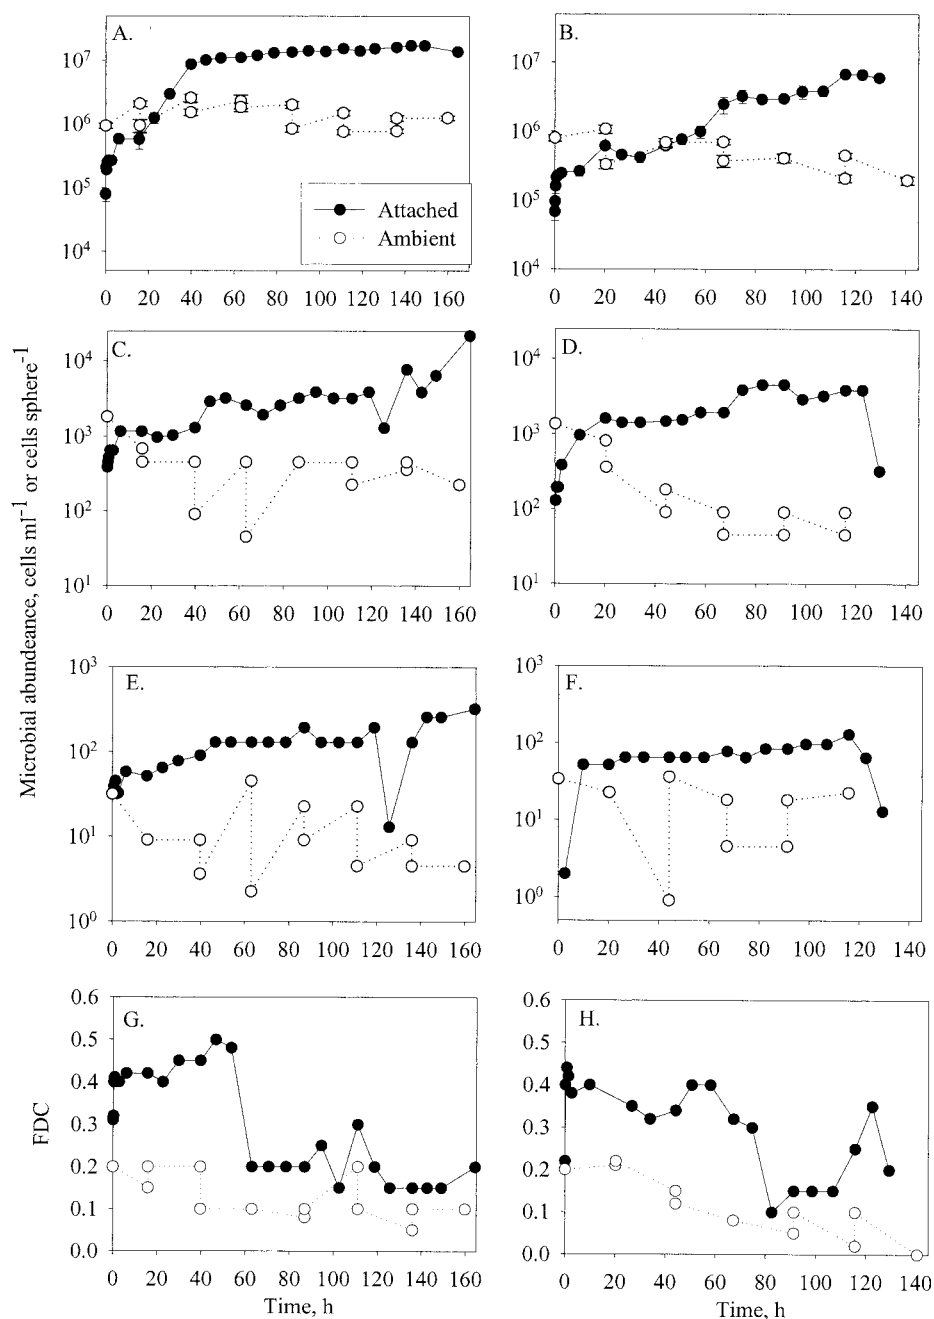 A.
B.
10⁷
10⁶
10⁵
10⁴
Attached
Ambient
10⁷
10⁶
10⁵
10⁴
0 20 40 60 80 100 120 140 160
0 20 40 60 80 100 120 140
Microbial abundeance, cells ml⁻¹ or cells sphere⁻¹
C.
D.
10⁴
10³
10²
10¹
10⁴
10³
10²
10¹
0 20 40 60 80 100 120 140 160
0 20 40 60 80 100 120 140
E.
F.
10³
10²
10¹
10⁰
10³
10²
10¹
10⁰
0 20 40 60 80 100 120 140 160
0 20 40 60 80 100 120 140
G.
H.
FDC
0.6
0.5
0.4
0.3
0.2
0.1
0.0
0.6
0.5
0.4
0.3
0.2
0.1
0.0
0 20 40 60 80 100 120 140 160
0 20 40 60 80 100 120 140
Time, h
Time, h